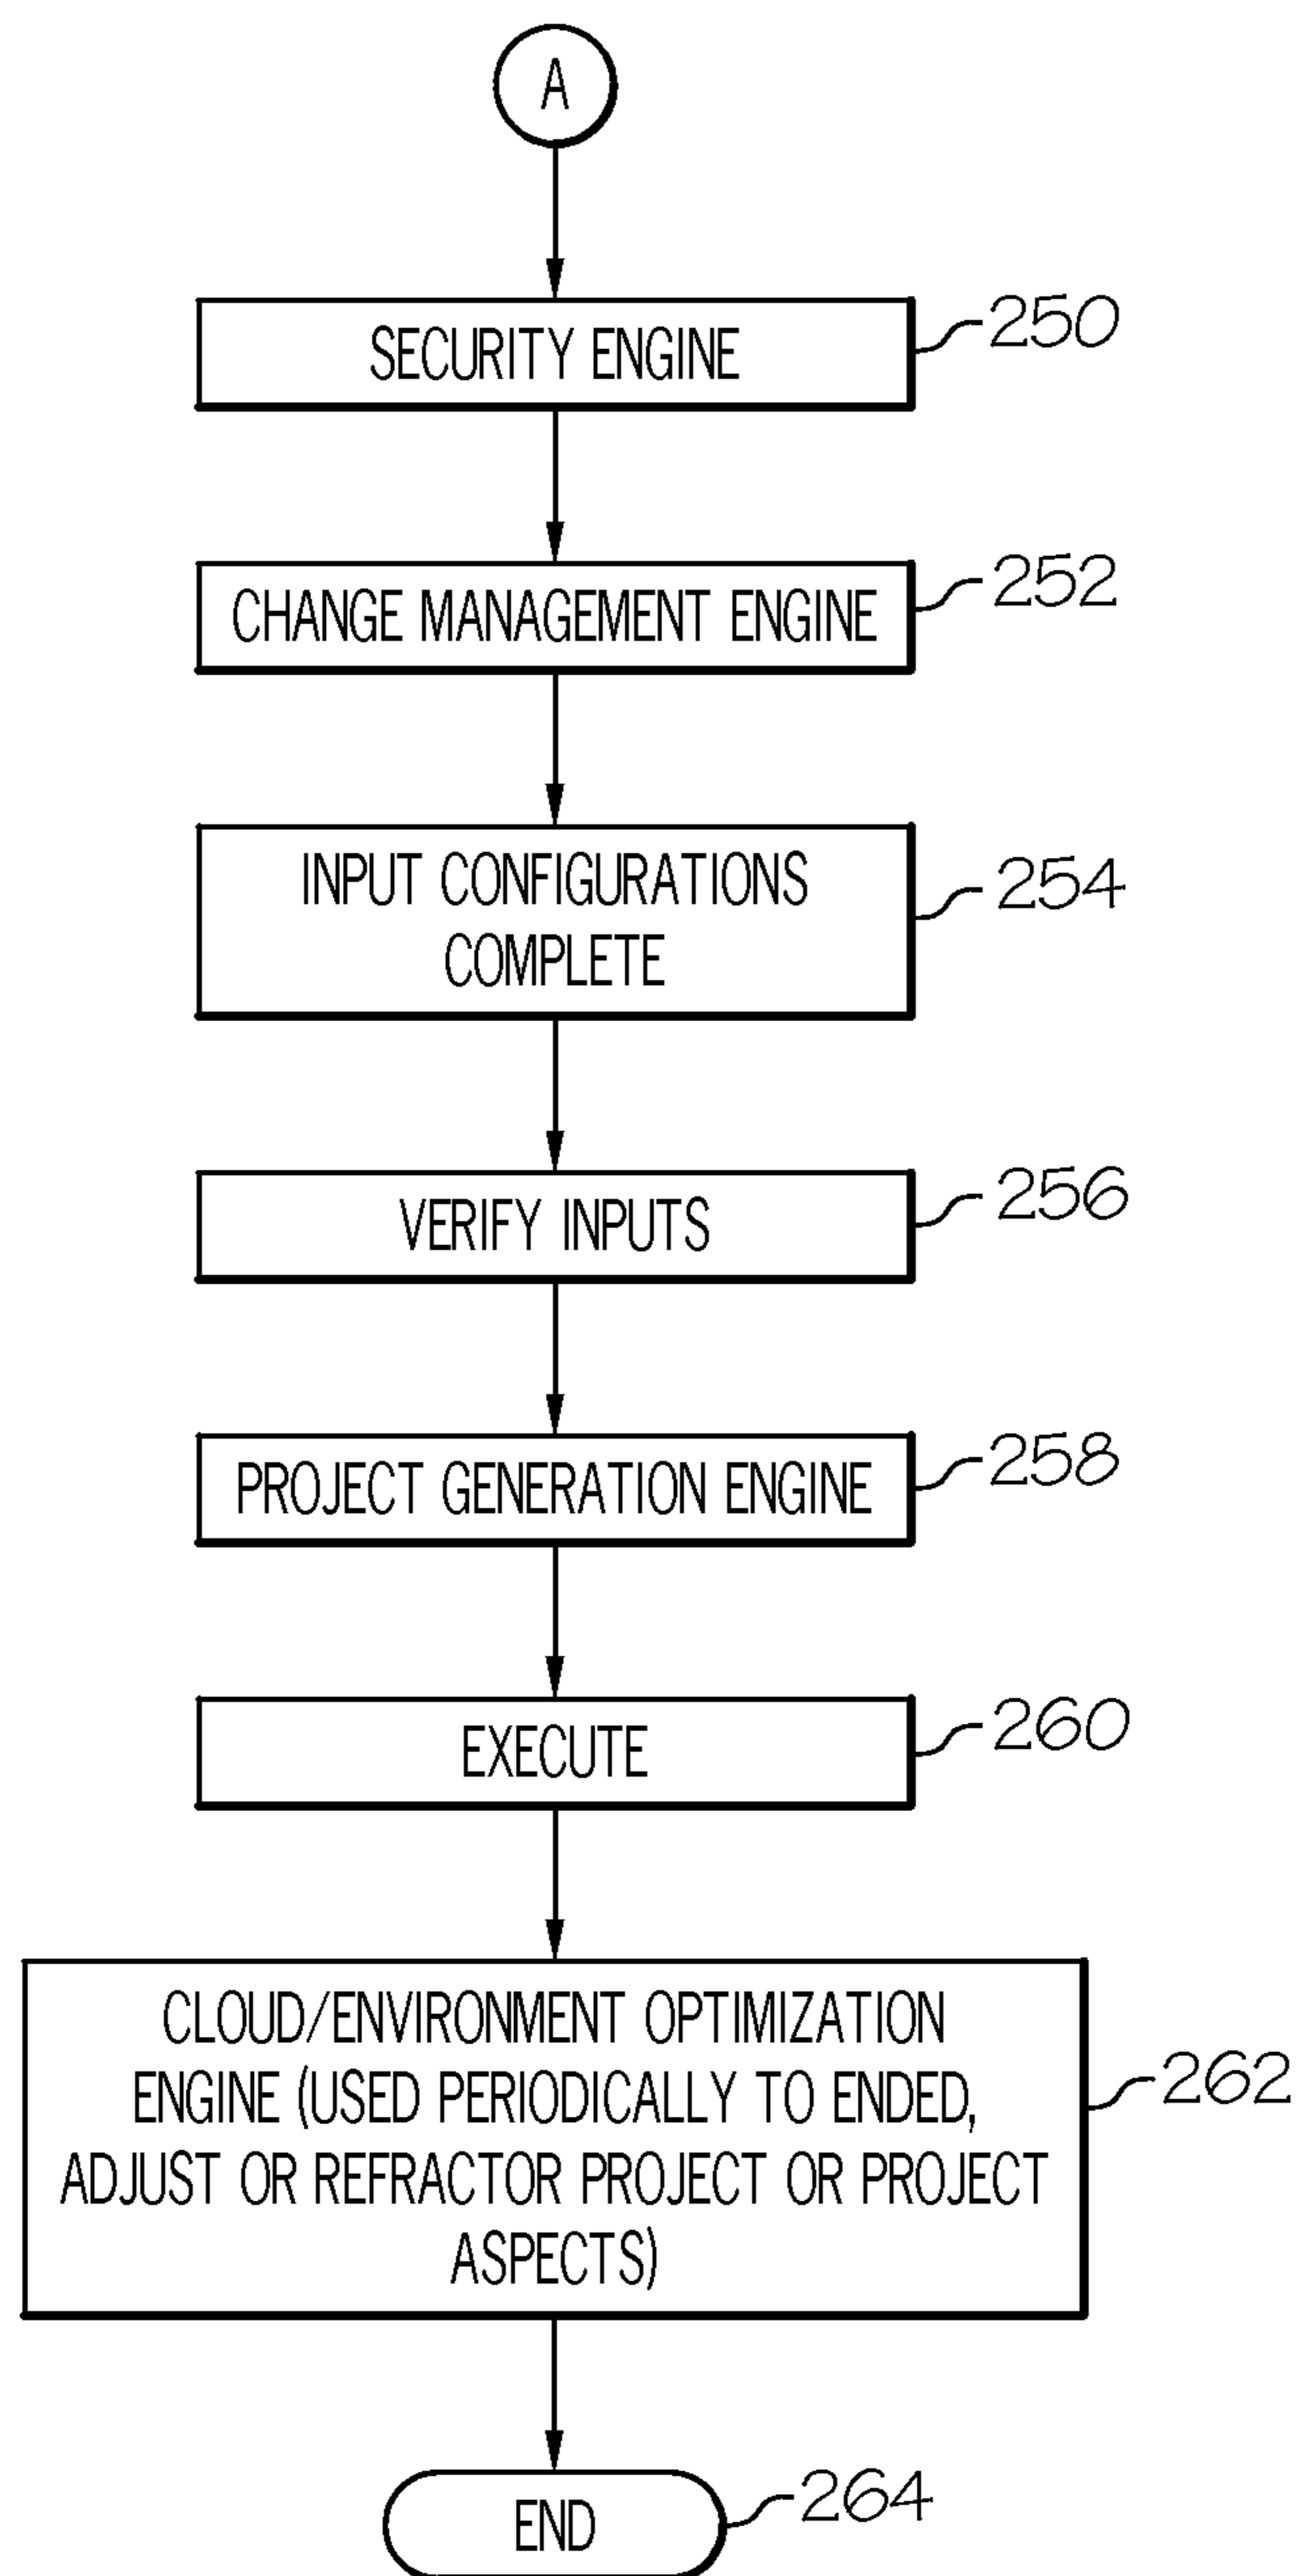 A
SECURITY ENGINE
250
CHANGE MANAGEMENT ENGINE
252
INPUT CONFIGURATIONS
COMPLETE
254
VERIFY INPUTS
256
PROJECT GENERATION ENGINE
258
EXECUTE
260
CLOUD/ENVIRONMENT OPTIMIZATION
ENGINE (USED PERIODICALLY TO ENDED,
ADJUST OR REFRACTOR PROJECT OR PROJECT
ASPECTS)
262
END
264